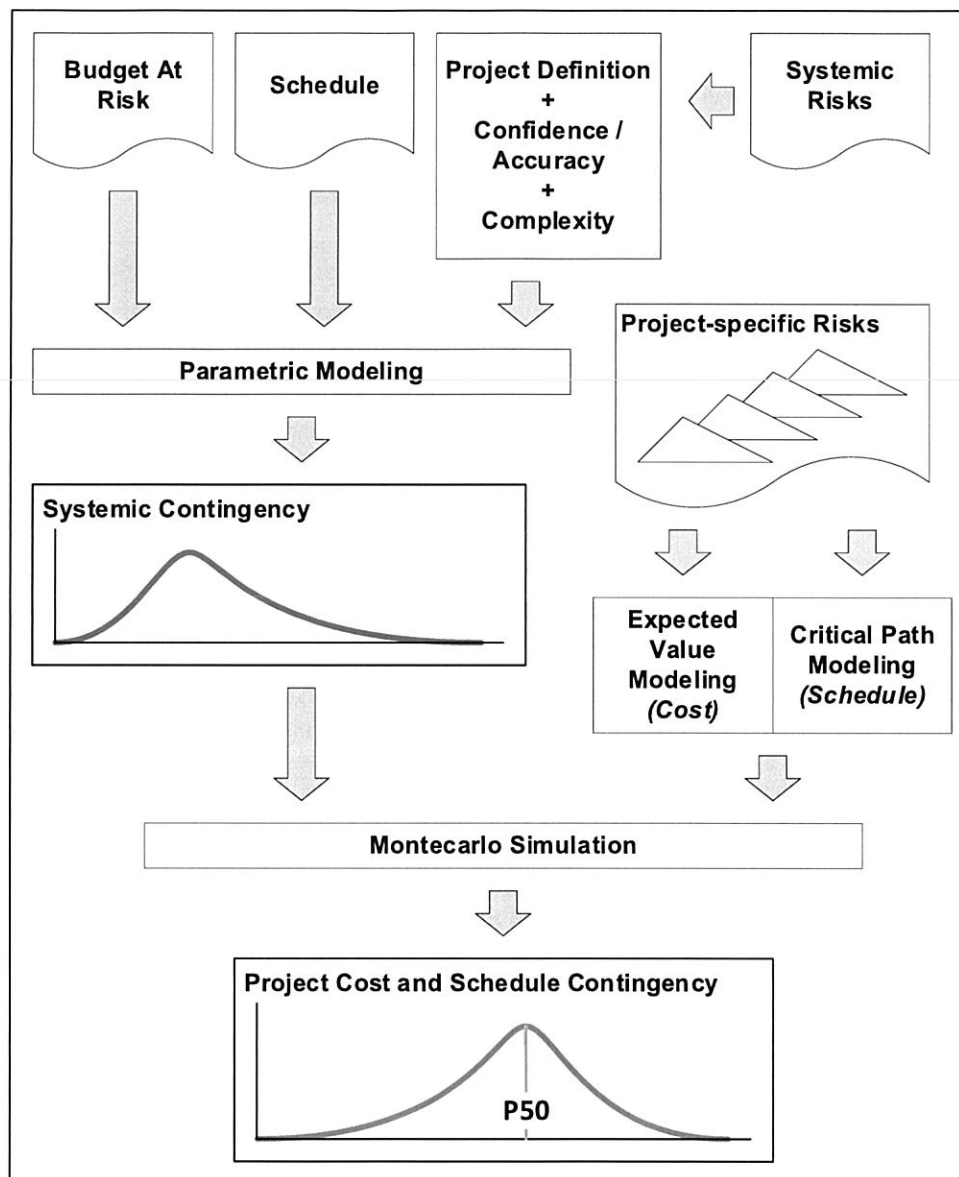 Budget At
Risk
Schedule
Project Definition
+
Confidence /
Accuracy
+
Complexity
Systemic
Risks
Project-specific Risks
Parametric Modeling
Systemic Contingency
Expected
Value
Modeling
(Cost)
Critical Path
Modeling
(Schedule)
Montecarlo Simulation
Project Cost and Schedule Contingency
P50